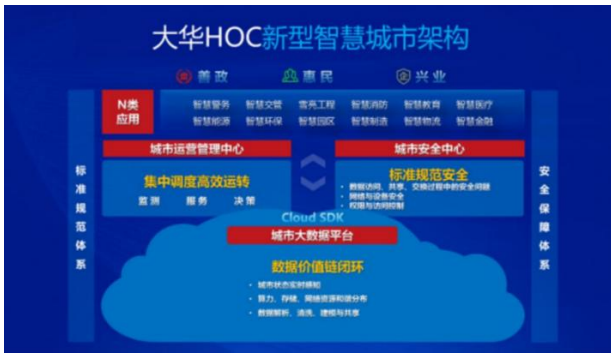 大华HOC新型智慧城市架构
善政 惠民 兴业
N类
应用
智慧警务 智慧交管 雪亮工程 智慧消防 智慧教育 智慧医疗
智慧能源 智慧环保 智慧园区 智慧制造 智慧物流 智慧金融
城市运营管理中心
集中调度高效运转
监测 服务 决策
城市安全中心
标准规范安全
· 数据访问、共享、交换过程中的安全问题
· 网络与设备安全
· 权限与访问控制
标准规范体系
安全保障体系
Cloud SDK
城市大数据平台
数据价值链闭环
· 城市状态实时感知
· 算力、存储、网络资源和谐分布
· 数据解析、清洗、建模与共享